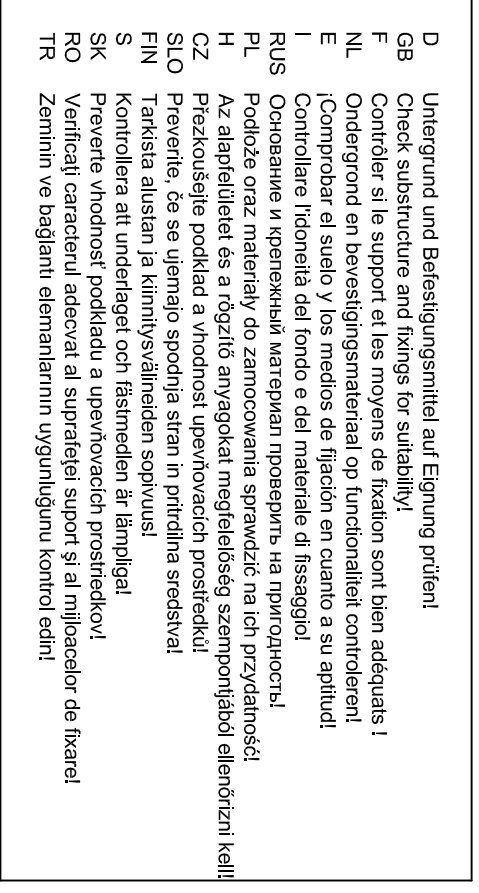 D Untergrund und Befestigungsmittel auf Eignung prüfen!
GB Check substructure and fixings for suitability!
F Contrôler si le support et les moyens de fixation sont bien adéquats !
NL Ondergrond en bevestigingsmateriaal op functionaliteit controleren!
E ¡Comprobar el suelo y los medios de fijación en cuanto a su aptitud!
I Controllare l'idoneità del fondo e del materiale di fissaggio!
RUS Основание и крепежный материал проверить на пригодность!
PL Podłoże oraz materiały do zamocowania sprawdzić na ich przydatność!
H Az alapfelületet és a rögzítő anyagokat megfelelőség szempontjából ellenőrizni kell!!
CZ Přezkoušejte podklad a vhodnost upevňovacích prostředků!
SLO Preverite, če se ujemajo spodnja stran in pritrdilna sredstva!
FIN Tarkista alustan ja kiinnitysvälineiden sopivuus!
S Kontrollera att underlaget och fästmedlen är lämpliga!
SK Preverte vhodnosť podkladu a upevňovacích prostriedkov!
RO Verificaţi caracterul adecvat al suprafeţei suport şi al mijloacelor de fixare!
TR Zeminin ve bağlantı elemanlarının uygunluğunu kontrol edin!